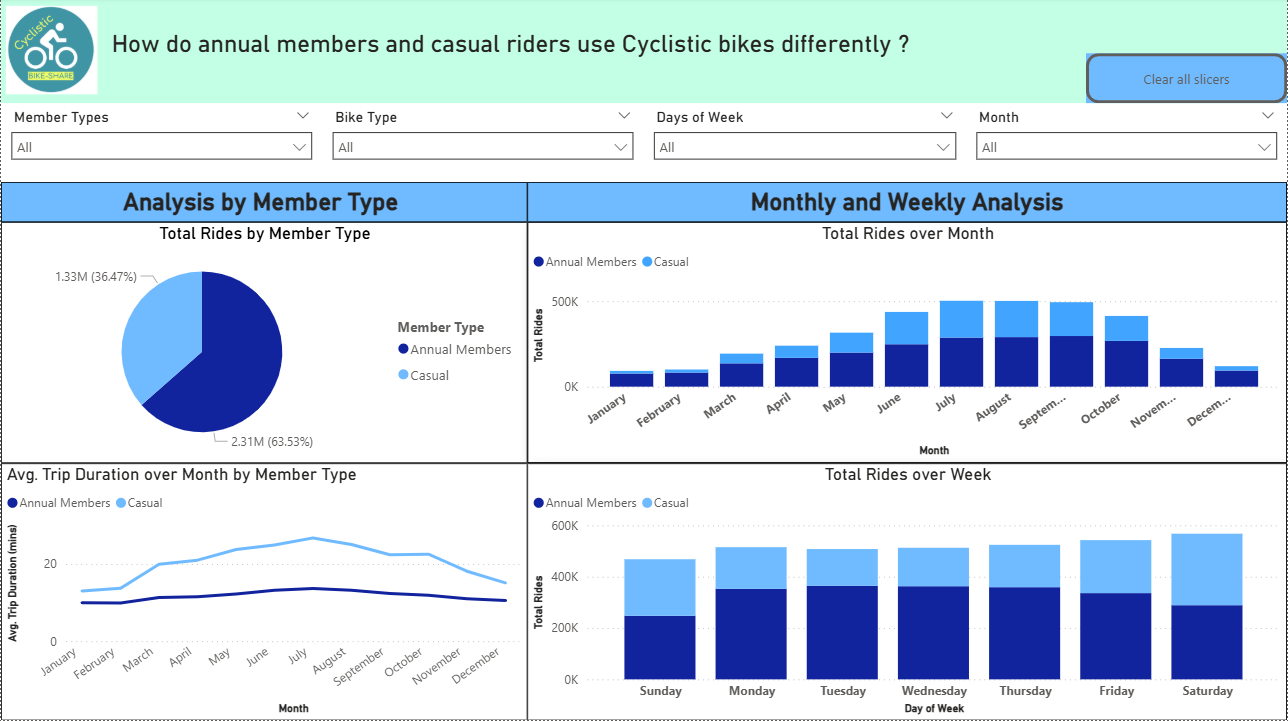 Cyclistic
BIKE-SHARE
How do annual members and casual riders use Cyclistic bikes differently ?
Clear all slicers
Member Types
All
Bike Type
All
Days of Week
All
Month
All
Analysis by Member Type
Total Rides by Member Type
1.33M (36.47%)
2.31M (63.53%)
Member Type
Annual Members
Casual
Monthly and Weekly Analysis
Total Rides over Month
Annual Members Casual
Total Rides
500K
0K
January February March April May June July August Septem... October Novem... Decem...
Month
Avg. Trip Duration over Month by Member Type
Annual Members Casual
Avg. Trip Duration (mins)
20
0
January February March April May June July August September October November December
Month
Total Rides over Week
Annual Members Casual
Total Rides
600K
400K
200K
0K
Sunday Monday Tuesday Wednesday Thursday Friday Saturday
Day of Week